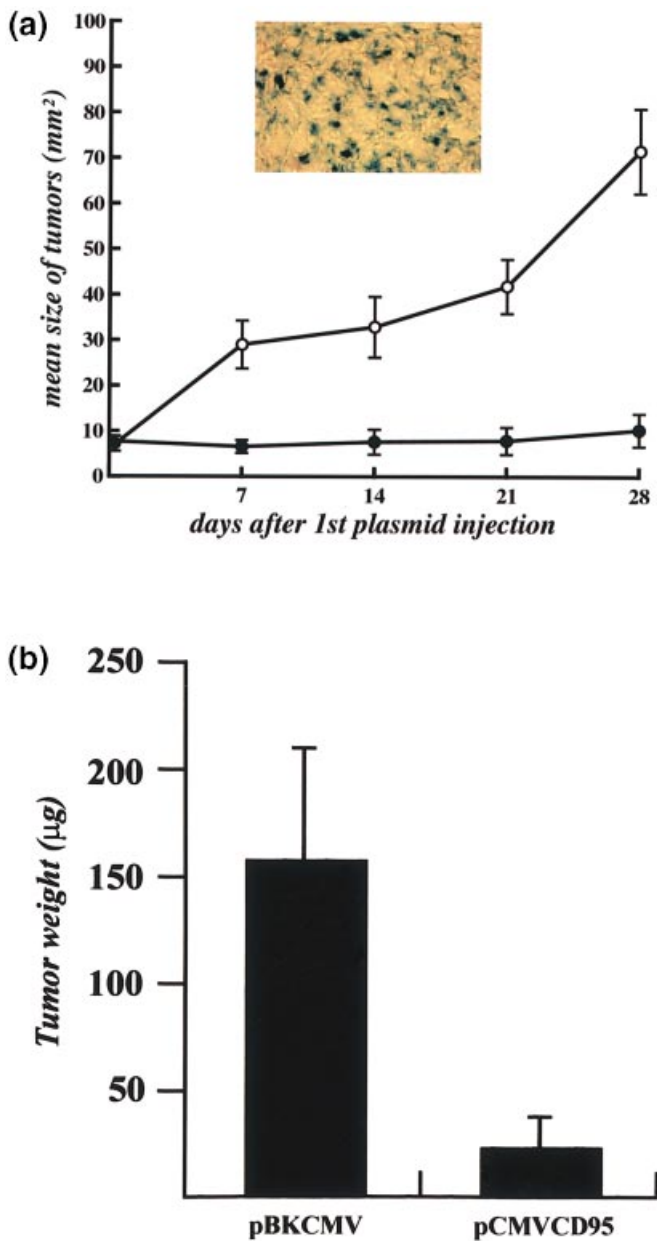 (a)
100
90
80
70
60
50
40
30
20
10
0
mean size of tumors (mm²)
7 14 21 28
days after 1st plasmid injection
(b)
250
200
150
100
50
Tumor weight (μg)
pBKCMV pCMVCD95